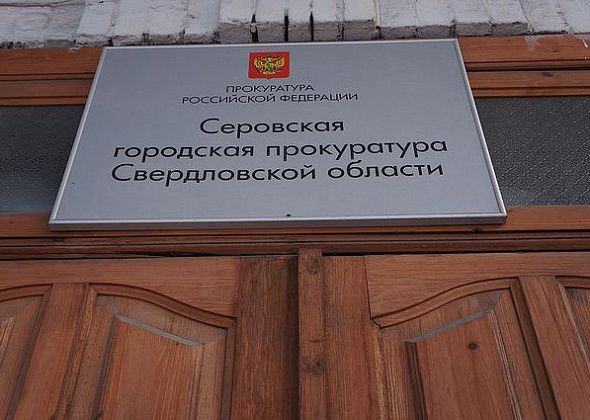 ПРОКУРАТУРА
РОССИЙСКОЙ ФЕДЕРАЦИИ
Серовская
городская прокуратура
Свердловской области